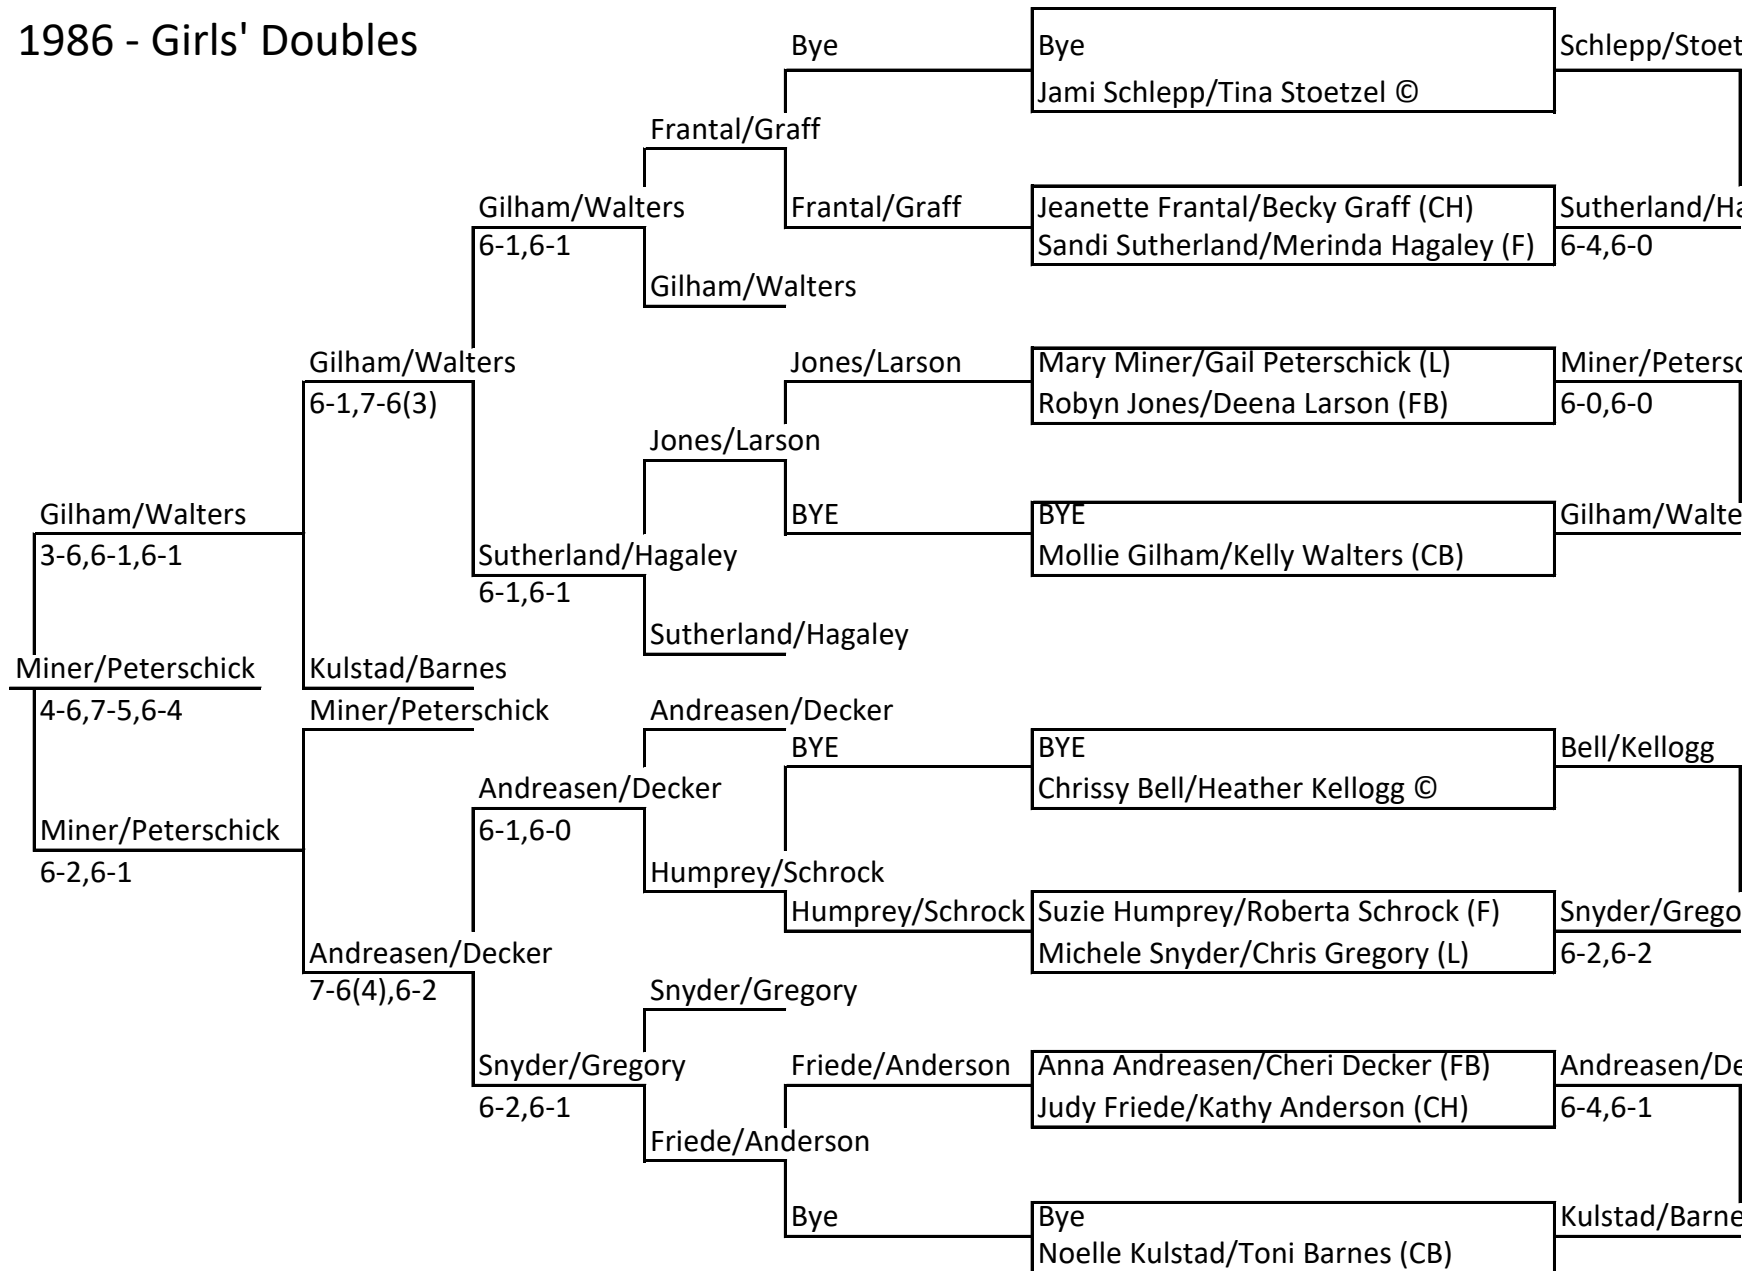 1986 - Girls' Doubles
Bye
Bye
Schlepp/Stoet
Jami Schlepp/Tina Stoetzel ©
Frantal/Graff
Gilham/Walters
Frantal/Graff
Jeanette Frantal/Becky Graff (CH)
Sutherland/Ha
6-1,6-1
Sandi Sutherland/Merinda Hagaley (F)
6-4,6-0
Gilham/Walters
Gilham/Walters
Jones/Larson
Mary Miner/Gail Peterschick (L)
Miner/Petersc
6-1,7-6(3)
Robyn Jones/Deena Larson (FB)
6-0,6-0
Jones/Larson
Gilham/Walters
BYE
BYE
Gilham/Walte
3-6,6-1,6-1
Sutherland/Hagaley
Mollie Gilham/Kelly Walters (CB)
6-1,6-1
Sutherland/Hagaley
Miner/Peterschick
Kulstad/Barnes
4-6,7-5,6-4
Miner/Peterschick
Andreasen/Decker
BYE
BYE
Bell/Kellogg
Andreasen/Decker
Chrissy Bell/Heather Kellogg ©
Miner/Peterschick
6-1,6-0
6-2,6-1
Humprey/Schrock
Humprey/Schrock
Suzie Humprey/Roberta Schrock (F)
Snyder/Grego
Andreasen/Decker
Michele Snyder/Chris Gregory (L)
6-2,6-2
7-6(4),6-2
Snyder/Gregory
Snyder/Gregory
Friede/Anderson
Anna Andreasen/Cheri Decker (FB)
Andreasen/De
6-2,6-1
Judy Friede/Kathy Anderson (CH)
6-4,6-1
Friede/Anderson
Bye
Bye
Kulstad/Barne
Noelle Kulstad/Toni Barnes (CB)